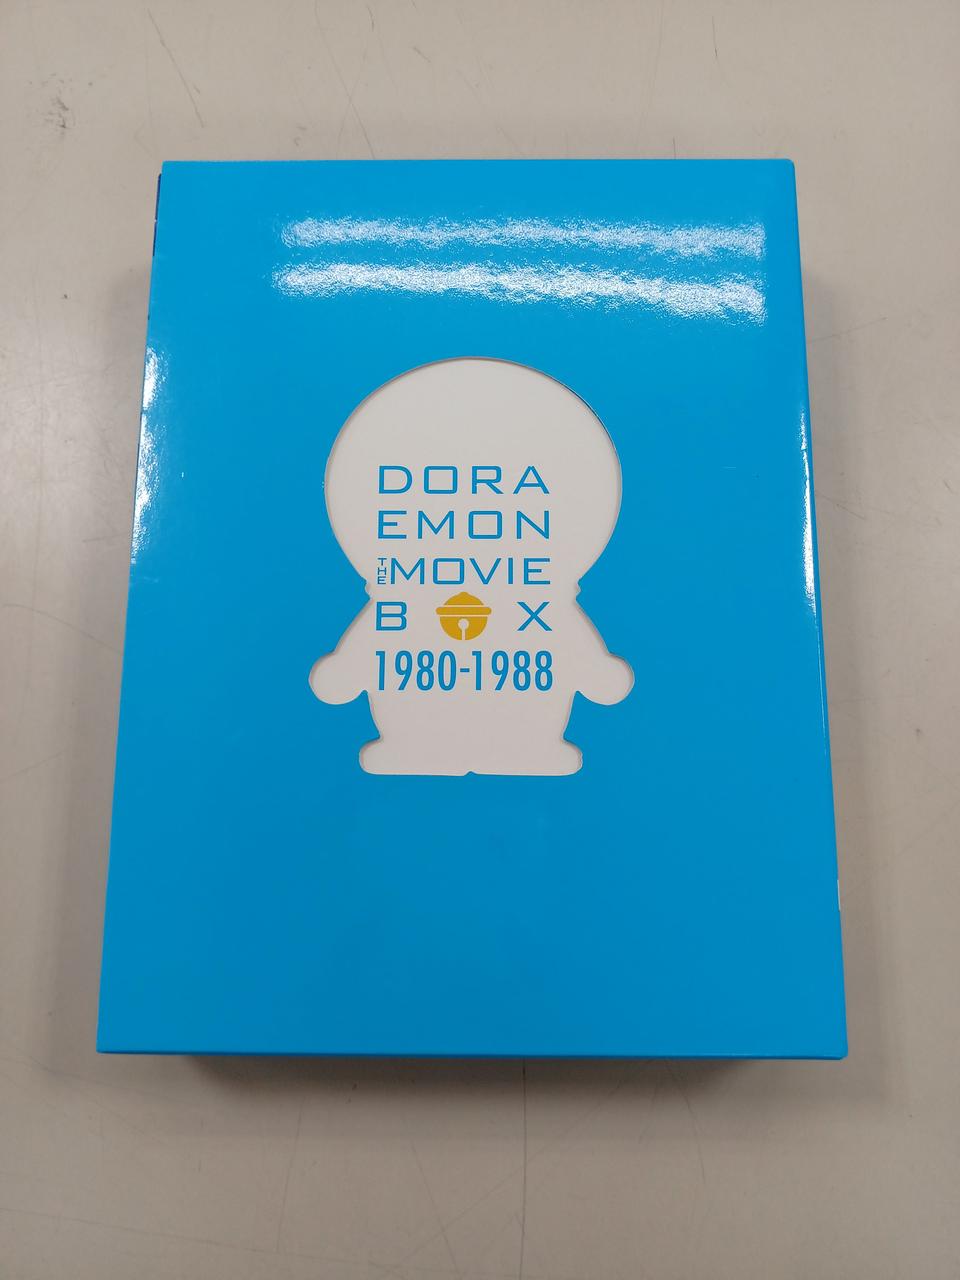 DORA
EMON
THE MOVIE
B X
1980-1988